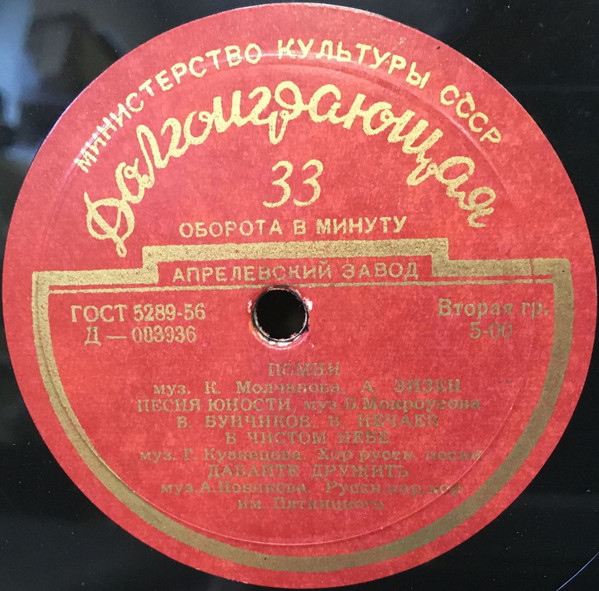 МИНИСТЕРСТВО КУЛЬТУРЫ СССР
Долгоиграющая
33
ОБОРОТА В МИНУТУ
АПРЕЛЕВСКИЙ ЗАВОД
ГОСТ 5289-56
Д — 003936
Вторая гр.
5-00
муз. К. Молчанова, А. ЭЙЗЕН
ПЕСНЯ ЮНОСТИ, муз. Б. Мокроусова
В. БУНЧИКОВ, В. НЕЧАЕВ
В ЧИСТОМ НЕБЕ
муз. Г. Кузнецова. Хор русск. песни
ДАВАЙТЕ ДРУЖИТЬ
муз. А. Новикова. Русск. нар. хор
им. Пятницкого